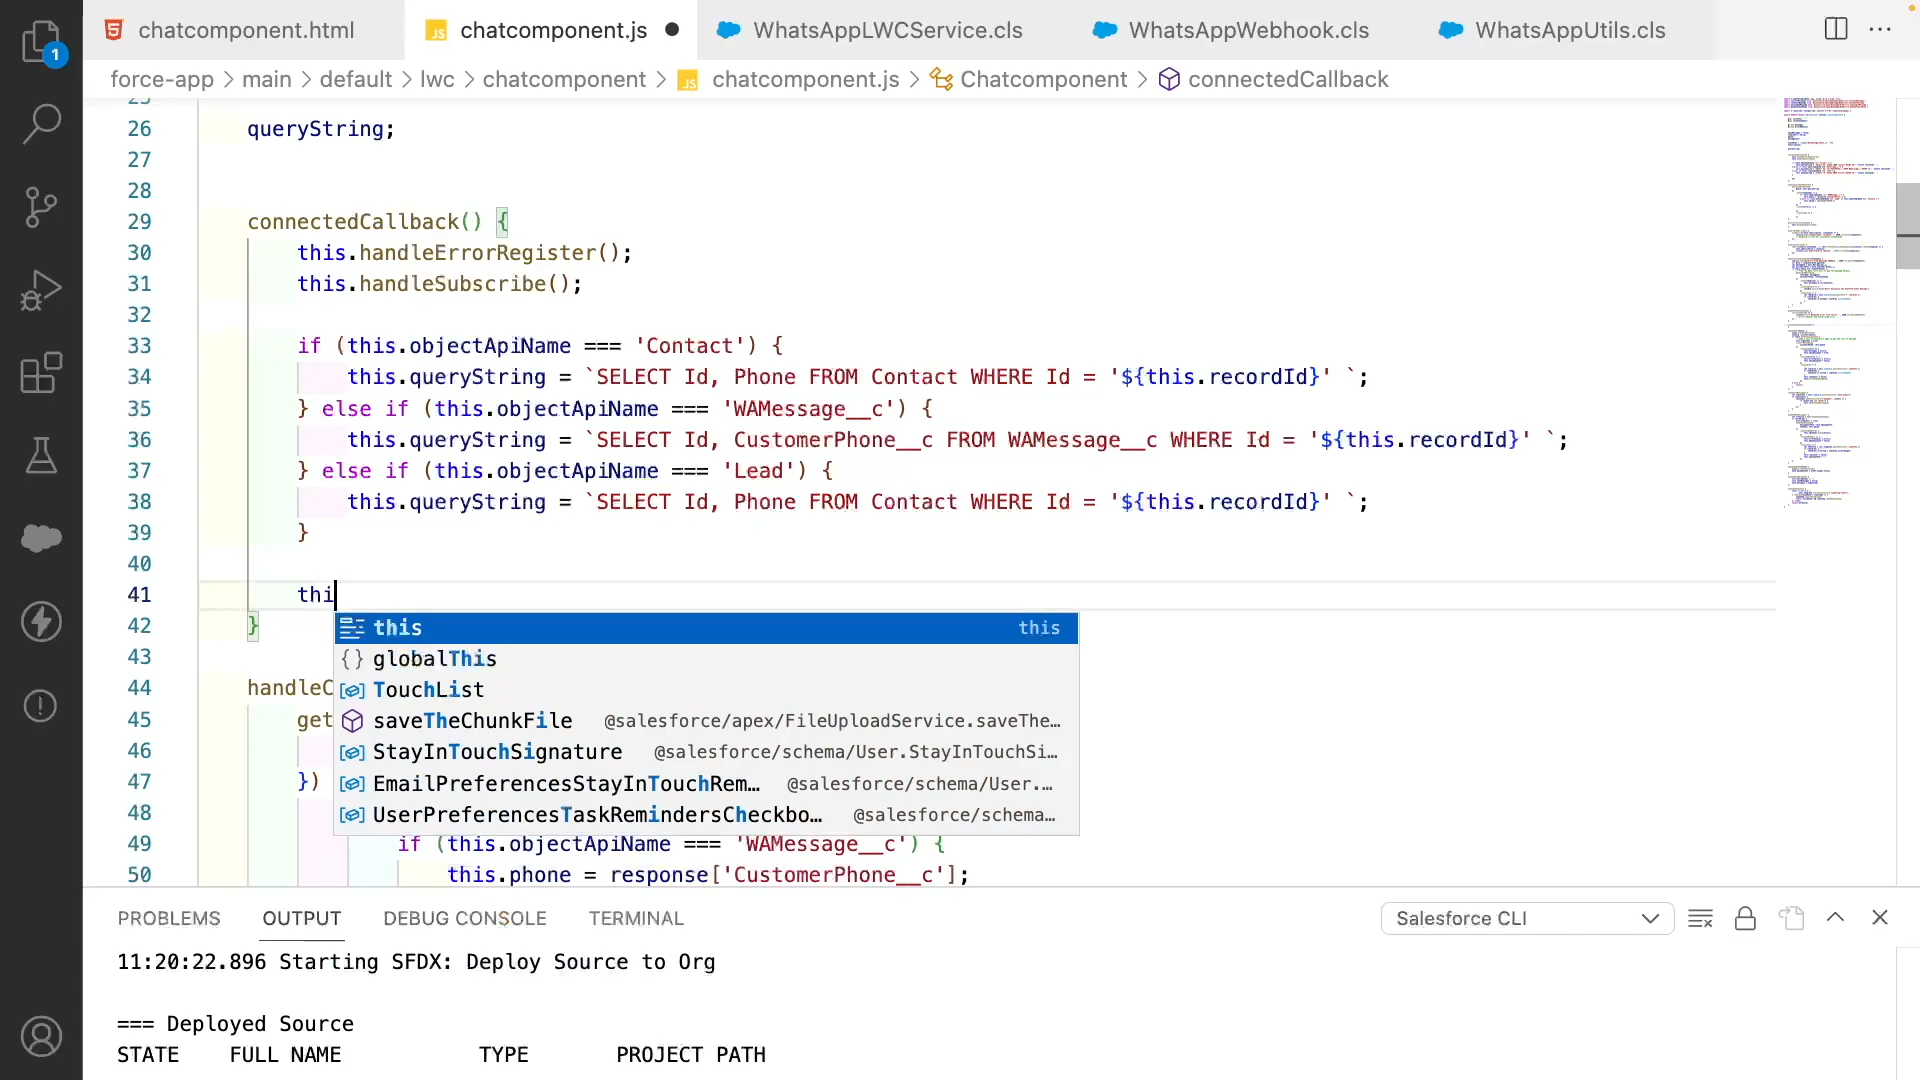 1
chatcomponent.html
JS chatcomponent.js
WhatsAppLWCService.cls
WhatsAppWebhook.cls
WhatsAppUtils.cls
force-app > main > default > lwc > chatcomponent > JS chatcomponent.js > Chatcomponent > connectedCallback
25
26 queryString;
27
28
29 connectedCallback() {
30 this.handleErrorRegister();
31 this.handleSubscribe();
32
33 if (this.objectApiName === 'Contact') {
34 this.queryString = `SELECT Id, Phone FROM Contact WHERE Id = '${this.recordId}' `;
35 } else if (this.objectApiName === 'WAMessage__c') {
36 this.queryString = `SELECT Id, CustomerPhone__c FROM WAMessage__c WHERE Id = '${this.recordId}' `;
37 } else if (this.objectApiName === 'Lead') {
38 this.queryString = `SELECT Id, Phone FROM Contact WHERE Id = '${this.recordId}' `;
39 }
40
41 thi
42 }
this this
43
globalThis
44 handleC
TouchList
45 get
saveTheChunkFile @salesforce/apex/FileUploadService.saveThe…
46
StayInTouchSignature @salesforce/schema/User.StayInTouchSi…
47 })
EmailPreferencesStayInTouchRem… @salesforce/schema/User.…
48
UserPreferencesTaskRemindersCheckbo… @salesforce/schema…
49 if (this.objectApiName === 'WAMessage__c') {
50 this.phone = response['CustomerPhone__c'];
PROBLEMS OUTPUT DEBUG CONSOLE TERMINAL Salesforce CLI
11:20:22.896 Starting SFDX: Deploy Source to Org
=== Deployed Source
STATE FULL NAME TYPE PROJECT PATH